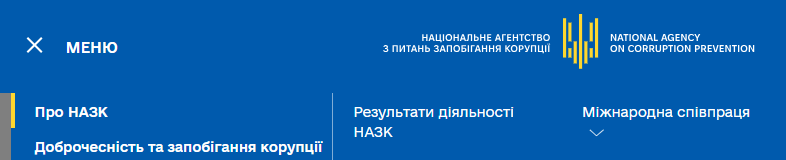 МЕНЮ
НАЦІОНАЛЬНЕ АГЕНТСТВО
З ПИТАНЬ ЗАПОБІГАННЯ КОРУПЦІЇ
NATIONAL AGENCY
ON CORRUPTION PREVENTION
Про НАЗК
Доброчесність та запобігання корупції
Результати діяльності
НАЗК
Міжнародна співпраця